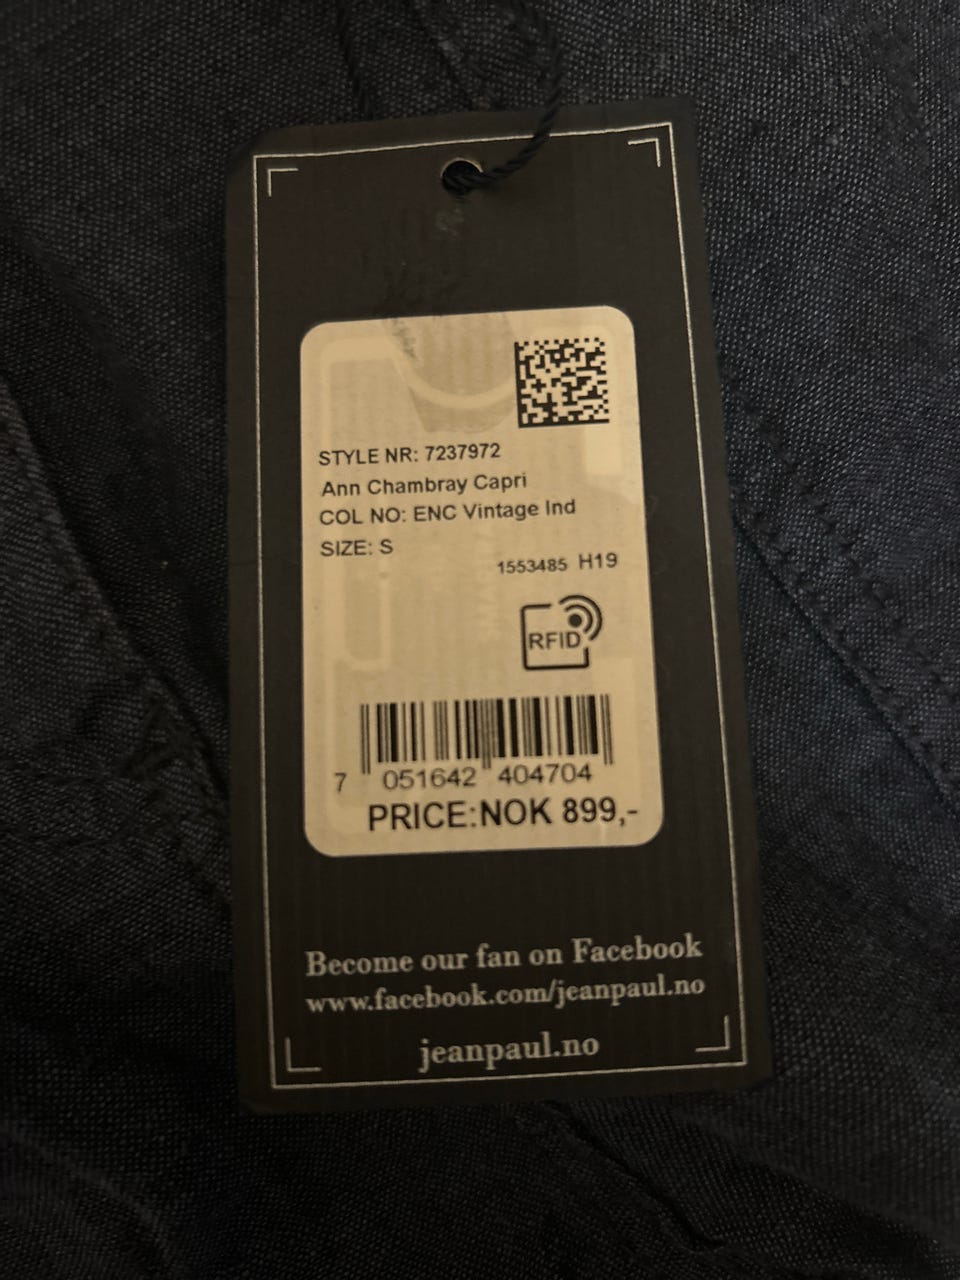 STYLE NR: 7237972
Ann Chambray Capri
COL NO: ENC Vintage Ind
SIZE: S
1553485 H19
RFID
7 051642 404704
PRICE:NOK 899,-
Become our fan on Facebook
www.facebook.com/jeanpaul.no
jeanpaul.no